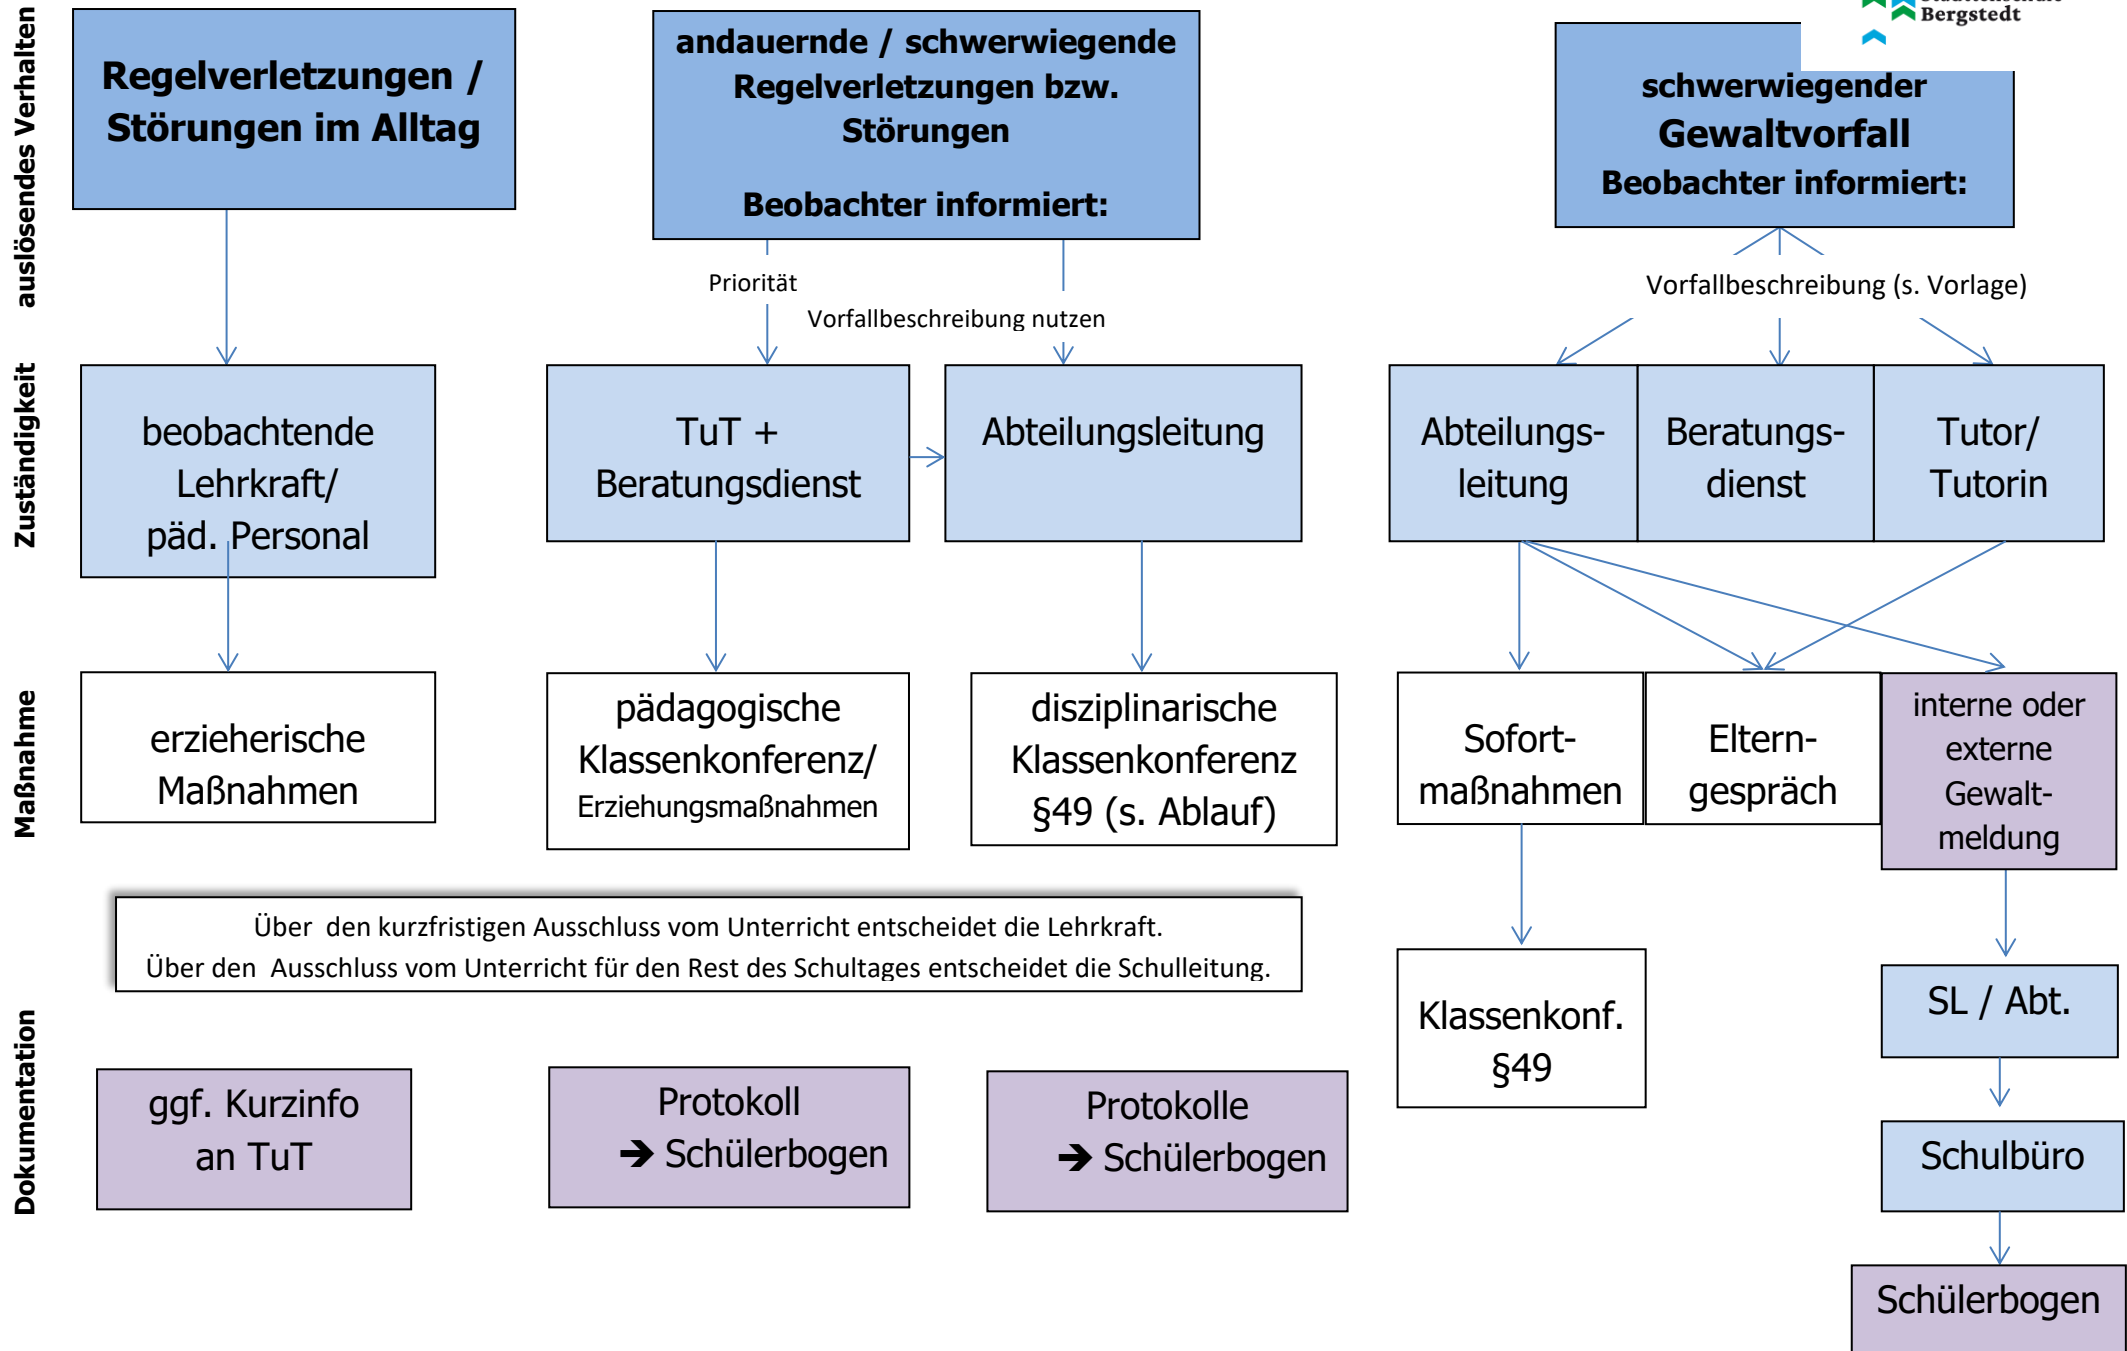 Bergstedt
auslösendes Verhalten
Regelverletzungen /
Störungen im Alltag
andauernde / schwerwiegende
Regelverletzungen bzw.
Störungen
Beobachter informiert:
schwerwiegender
Gewaltvorfall
Beobachter informiert:
Priorität
Vorfallbeschreibung nutzen
Vorfallbeschreibung (s. Vorlage)
Zuständigkeit
beobachtende
Lehrkraft/
päd. Personal
TuT +
Beratungsdienst
Abteilungsleitung
Abteilungs-
leitung
Beratungs-
dienst
Tutor/
Tutorin
Maßnahme
erzieherische
Maßnahmen
pädagogische
Klassenkonferenz/
Erziehungsmaßnahmen
disziplinarische
Klassenkonferenz
§49 (s. Ablauf)
Sofort-
maßnahmen
Eltern-
gespräch
interne oder
externe
Gewalt-
meldung
Über  den kurzfristigen Ausschluss vom Unterricht entscheidet die Lehrkraft.
Über den  Ausschluss vom Unterricht für den Rest des Schultages entscheidet die Schulleitung.
Klassenkonf.
§49
SL / Abt.
Schulbüro
Schülerbogen
Dokumentation
ggf. Kurzinfo
an TuT
Protokoll
➔ Schülerbogen
Protokolle
➔ Schülerbogen